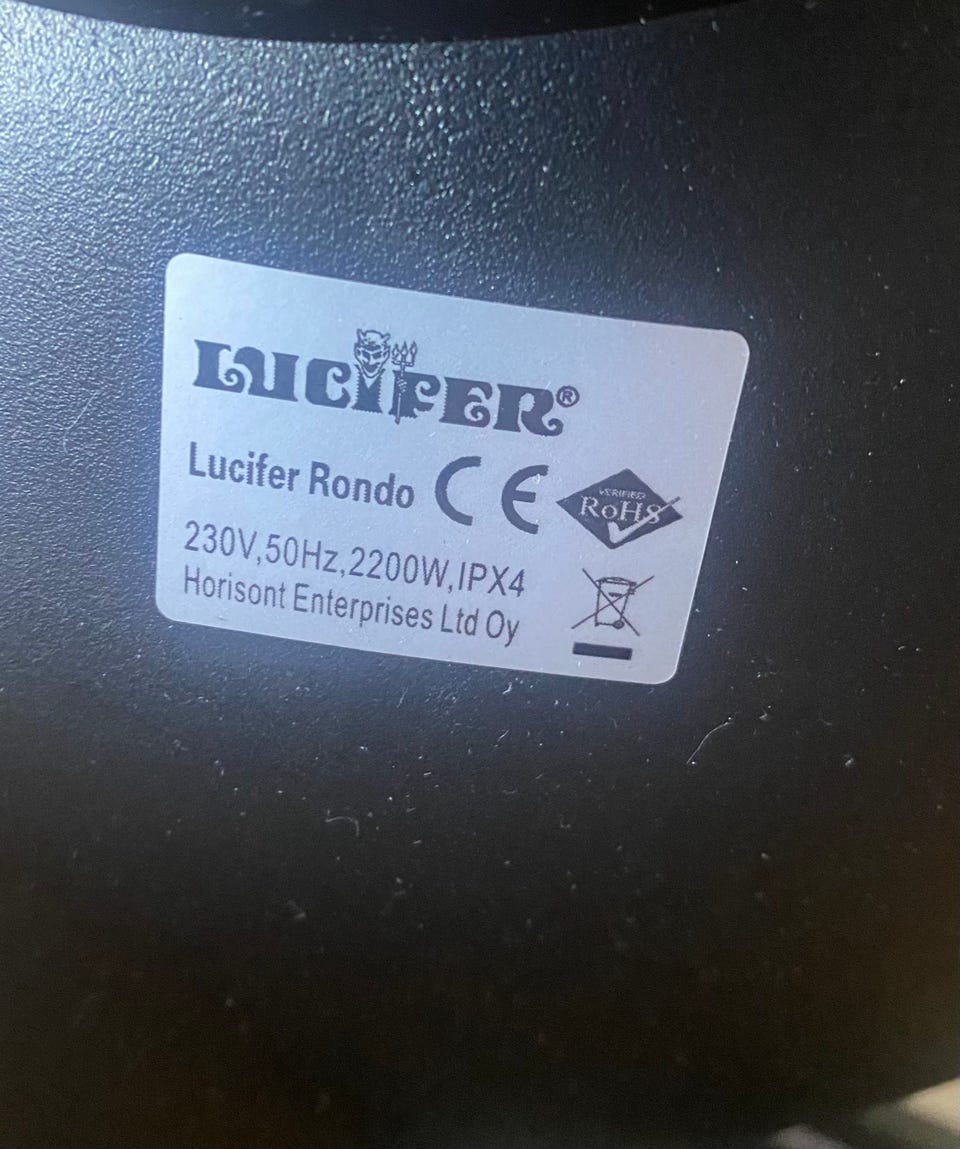 LUCIFER®
Lucifer Rondo CE
VERIFIED
RoHS
230V,50Hz,2200W,IPX4
Horisont Enterprises Ltd Oy